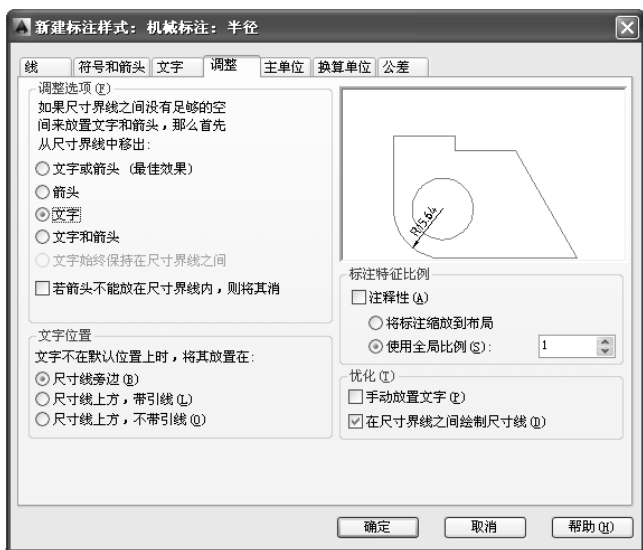 新建标注样式: 机械标注: 半径
线 符号和箭头 文字 调整 主单位 换算单位 公差
调整选项(F)
如果尺寸界线之间没有足够的空
间来放置文字和箭头,那么首先
从尺寸界线中移出:
文字或箭头 (最佳效果)
箭头
文字
文字和箭头
文字始终保持在尺寸界线之间
若箭头不能放在尺寸界线内,则将其消
文字位置
文字不在默认位置上时,将其放置在:
尺寸线旁边(B)
尺寸线上方,带引线(L)
尺寸线上方,不带引线(O)
R15.64
标注特征比例
注释性(A)
将标注缩放到布局
使用全局比例(S): 1
优化(T)
手动放置文字(P)
在尺寸界线之间绘制尺寸线(D)
确定 取消 帮助(H)